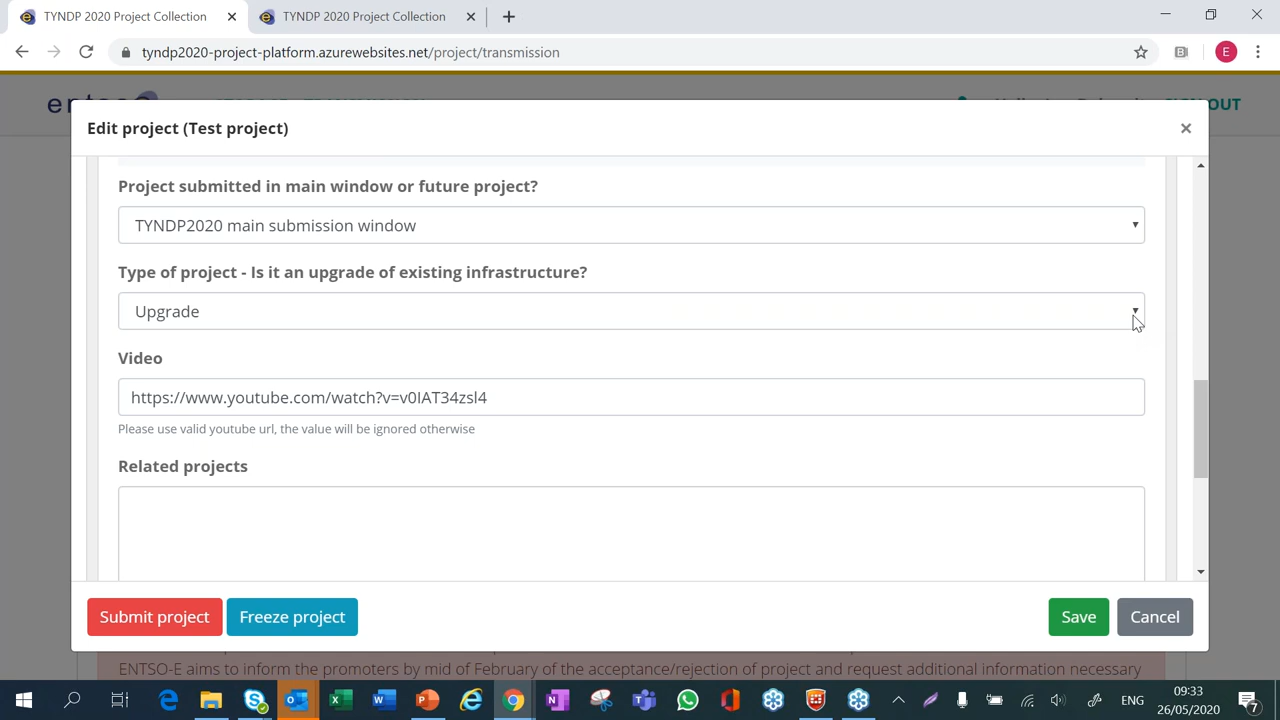 TYNDP 2020 Project Collection
TYNDP 2020 Project Collection
tyndp2020-project-platform.azurewebsites.net/project/transmission
E
Edit project (Test project)
Project submitted in main window or future project?
TYNDP2020 main submission window
Type of project - Is it an upgrade of existing infrastructure?
Upgrade
Video
https://www.youtube.com/watch?v=v0IAT34zsl4
Please use valid youtube url, the value will be ignored otherwise
Related projects
Submit project
Freeze project
Save
Cancel
ENTSO-E aims to inform the promoters by mid of February of the acceptance/rejection of project and request additional information necessary
ENG
09:33
26/05/2020
7